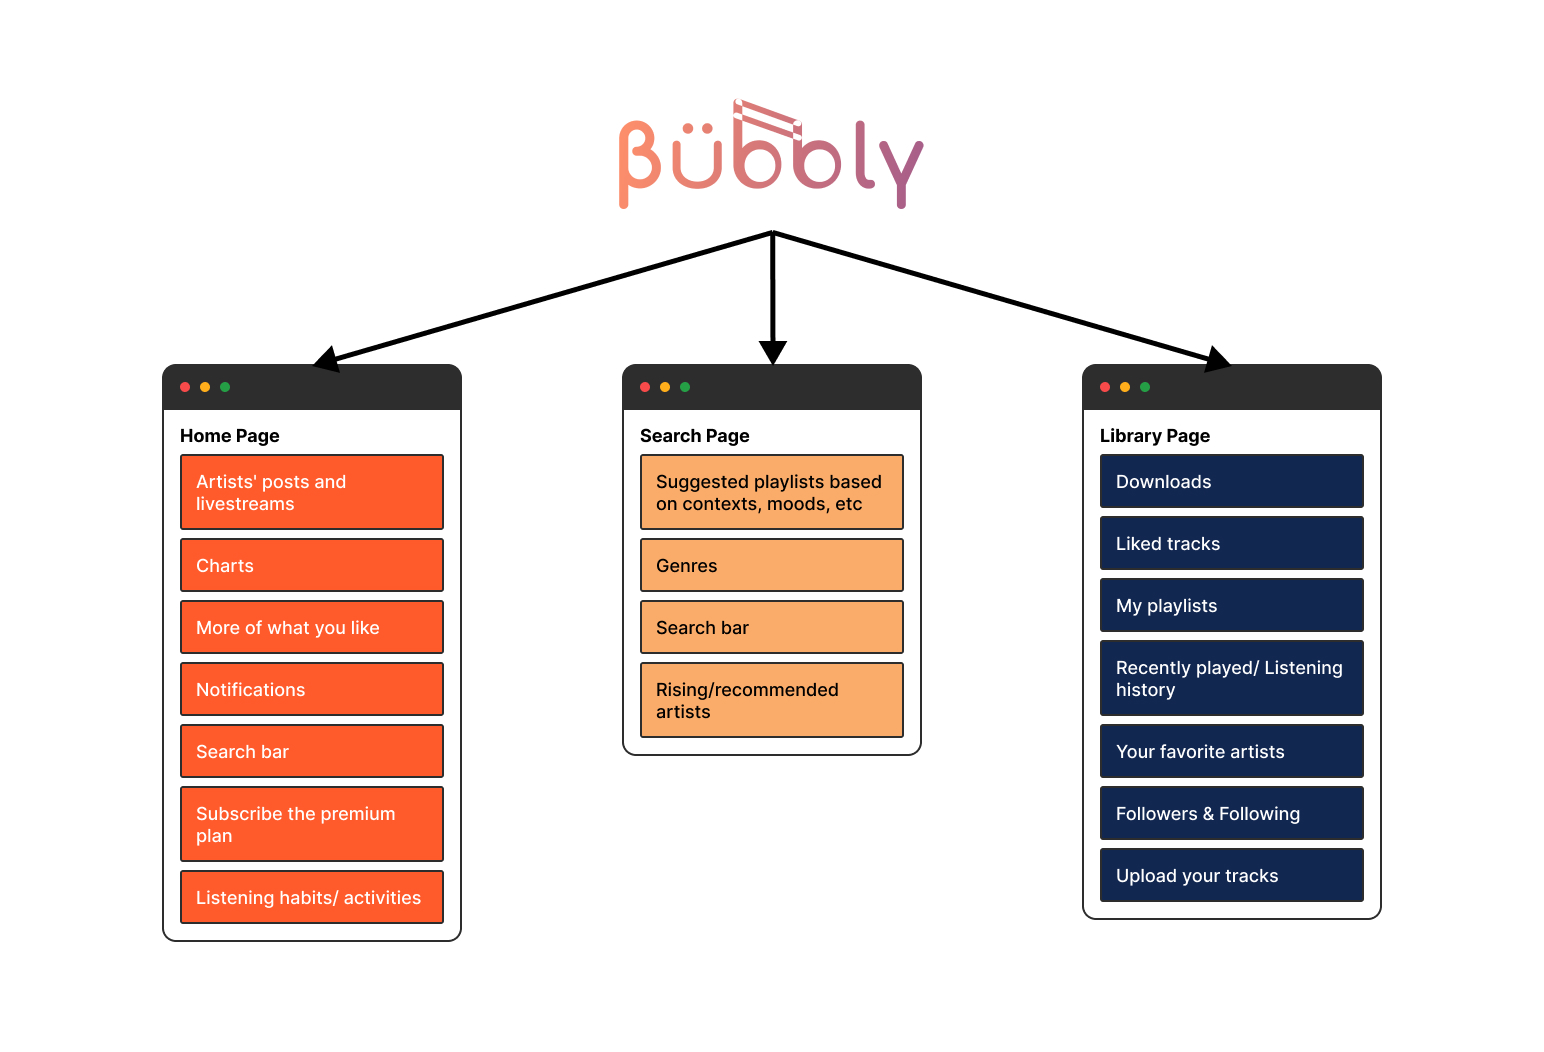 βübbly
Home Page
Artists' posts and
livestreams
Charts
More of what you like
Notifications
Search bar
Subscribe the premium
plan
Listening habits/ activities
Search Page
Suggested playlists based
on contexts, moods, etc
Genres
Search bar
Rising/recommended
artists
Library Page
Downloads
Liked tracks
My playlists
Recently played/ Listening
history
Your favorite artists
Followers & Following
Upload your tracks